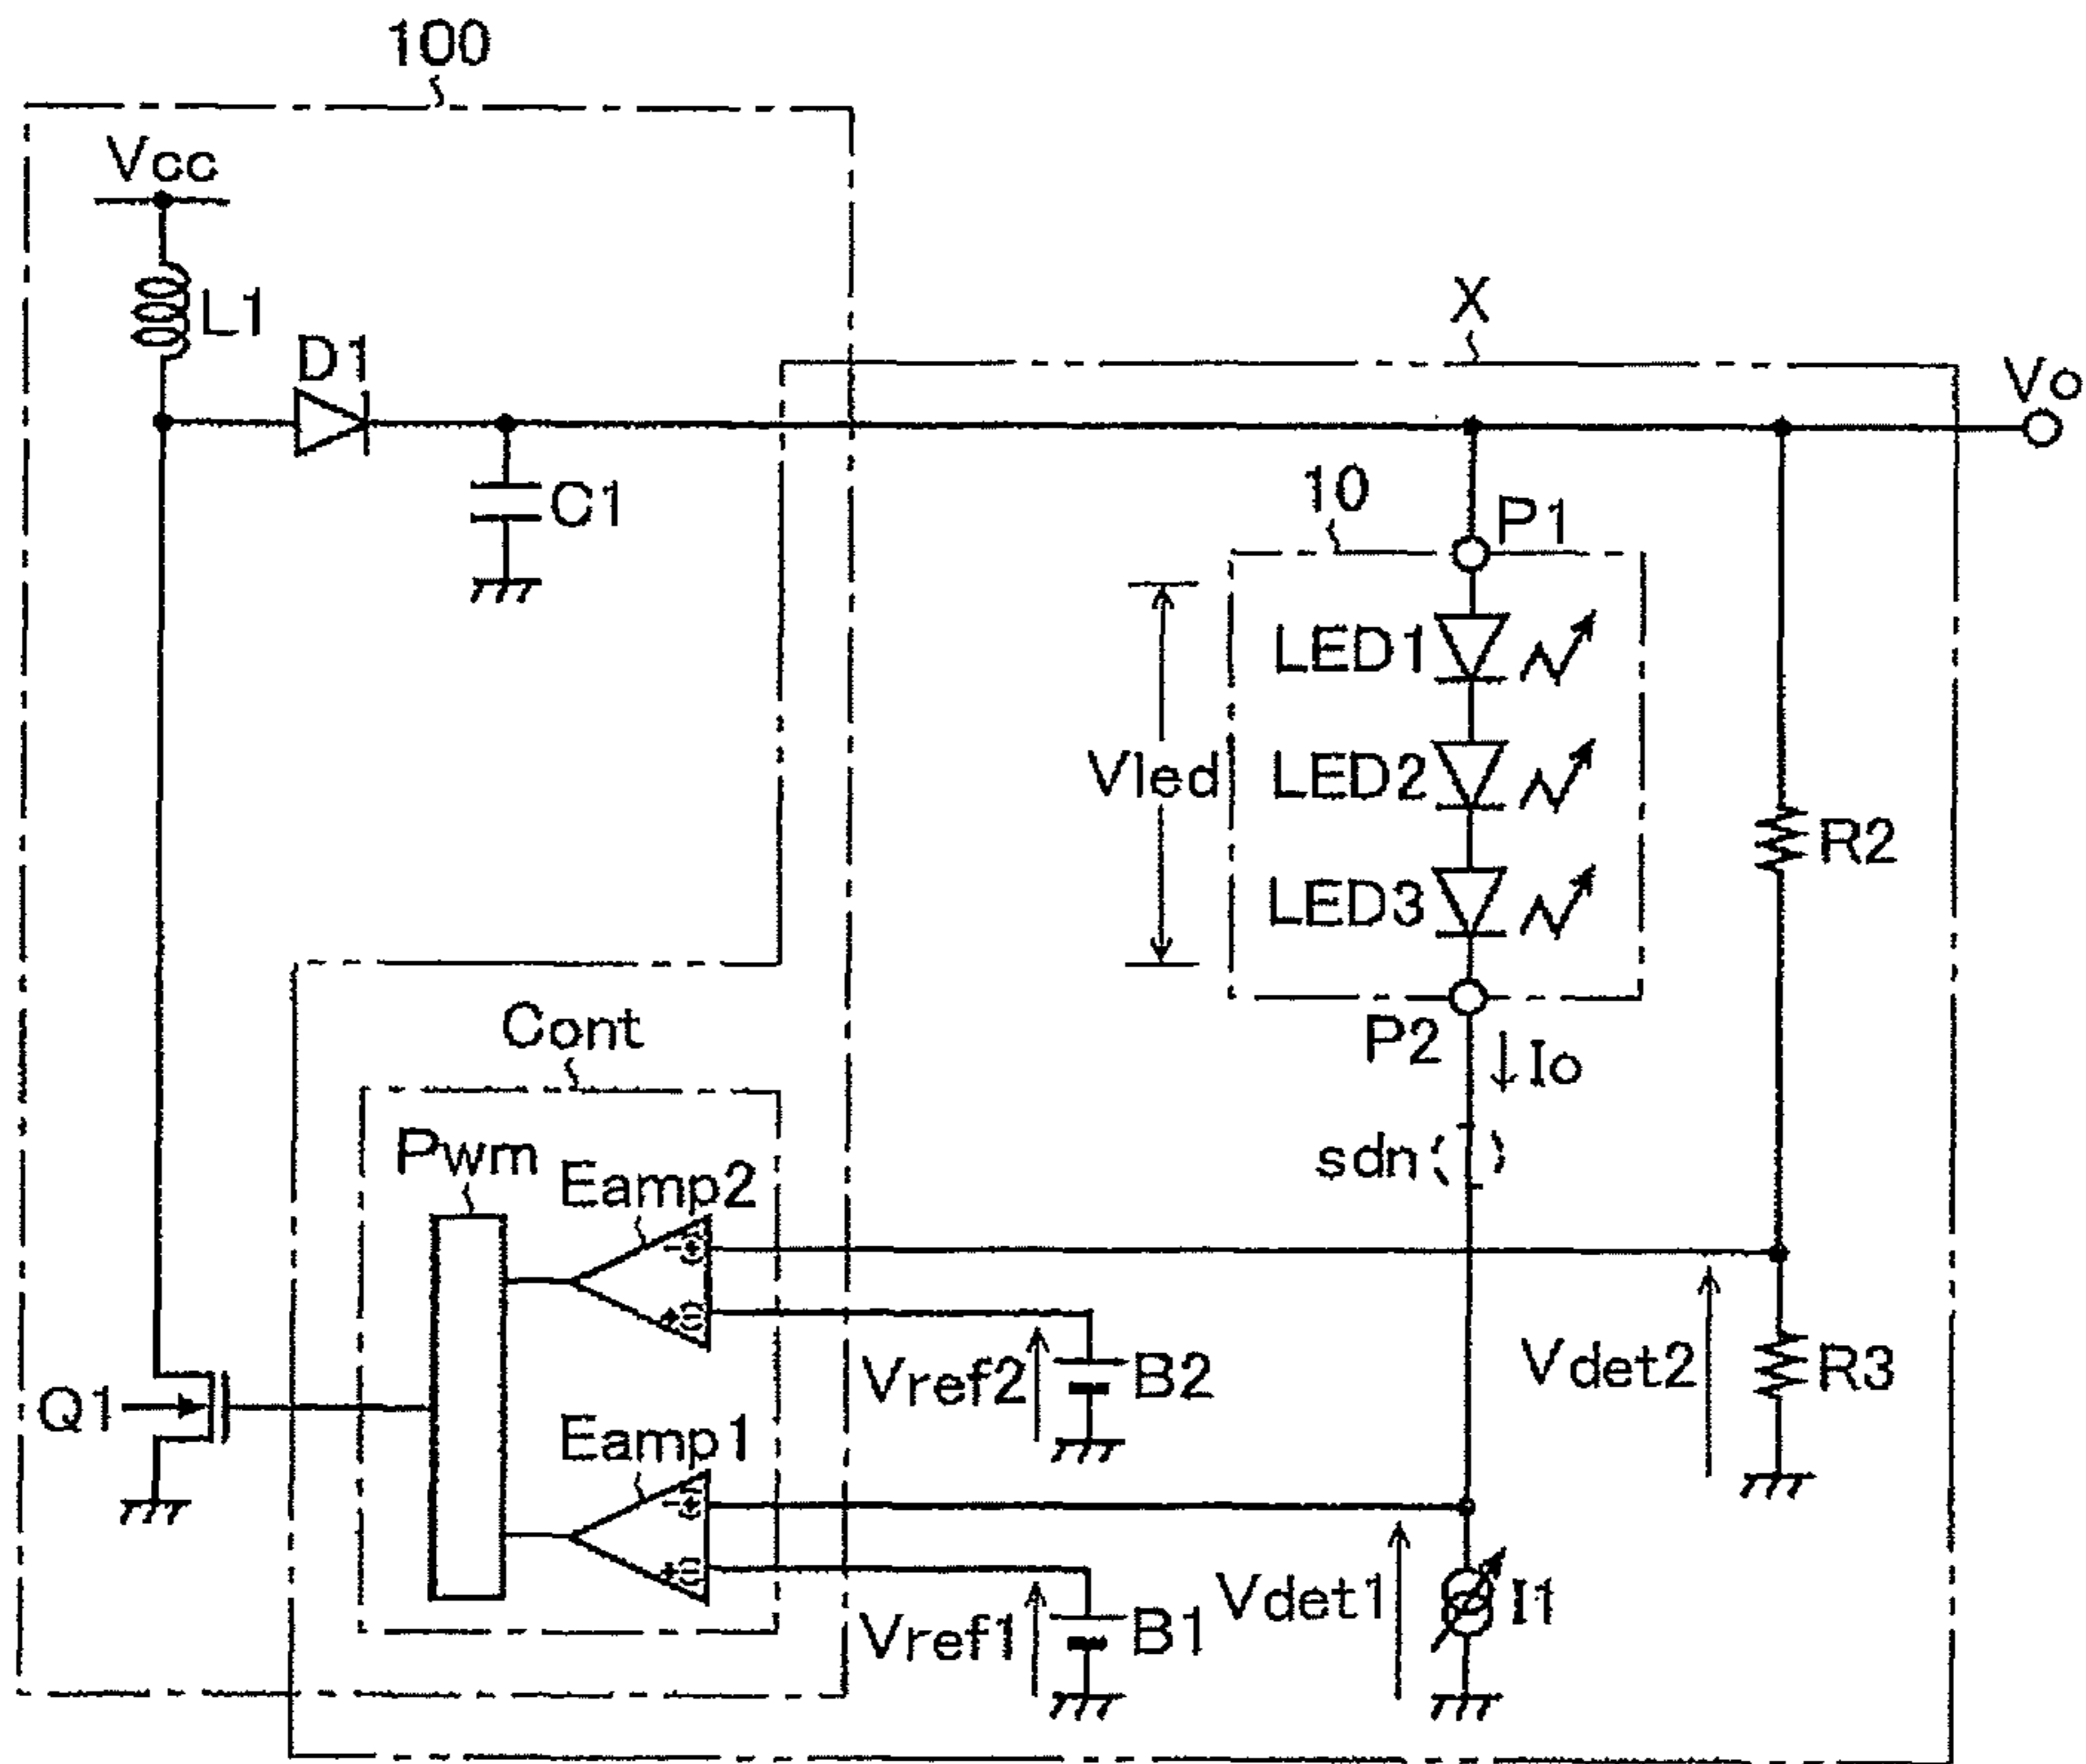 100
Vcc
L1
D1
X
Vo
C1
10
P1
LED1
Vled
LED2
R2
LED3
Cont
P2
Io
Pwm
Eamp2
sdn
- (+)
+ (-)
Vref2
B2
Vdet2
R3
Q1
Eamp1
- (+)
+ (-)
Vref1
B1
Vdet1
I1